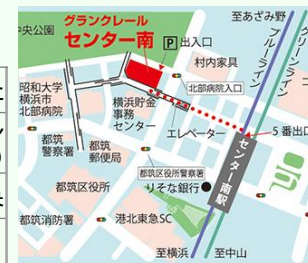 グランクレール
センター南
至あざみ野
ブルーライン
グリーンライン
中央公園
P 出入口
村内家具
北部病院入口
昭和大学
横浜市
北部病院
横浜貯金
事務
センター
エレベーター
5番出口
センター南駅
都筑
警察署
都筑
郵便局
都筑区役所警察署
りそな銀行
都筑区役所
都筑消防署
港北東急SC
至横浜
至中山